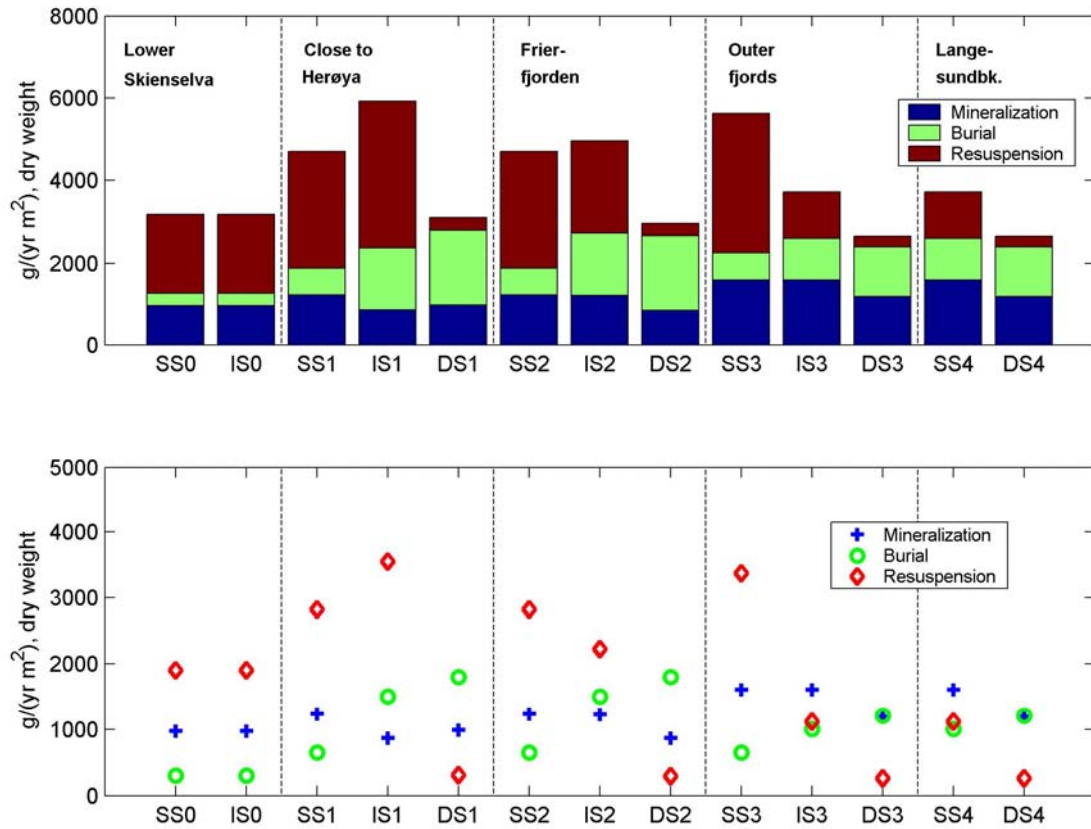 8000
6000
4000
2000
0
g/(yr m²), dry weight
Lower
Skienselva
Close to
Herøya
Frier-
fjorden
Outer
fjords
Lange-
sundbk.
Mineralization
Burial
Resuspension
SS0 IS0 SS1 IS1 DS1 SS2 IS2 DS2 SS3 IS3 DS3 SS4 DS4
5000
4000
3000
2000
1000
0
g/(yr m²), dry weight
Mineralization
Burial
Resuspension
SS0 IS0 SS1 IS1 DS1 SS2 IS2 DS2 SS3 IS3 DS3 SS4 DS4